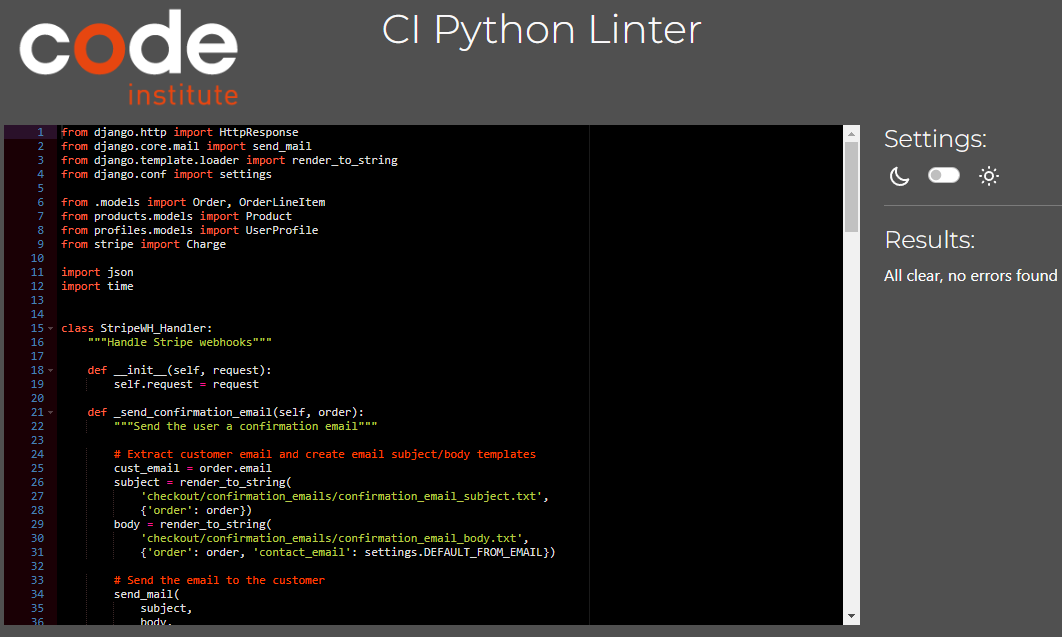 code
institute
CI Python Linter
1 from django.http import HttpResponse
2 from django.core.mail import send_mail
3 from django.template.loader import render_to_string
4 from django.conf import settings
5
6 from .models import Order, OrderLineItem
7 from products.models import Product
8 from profiles.models import UserProfile
9 from stripe import Charge
10
11 import json
12 import time
13
14
15 class StripeWH_Handler:
16     """Handle Stripe webhooks"""
17
18     def __init__(self, request):
19         self.request = request
20
21     def _send_confirmation_email(self, order):
22         """Send the user a confirmation email"""
23
24         # Extract customer email and create email subject/body templates
25         cust_email = order.email
26         subject = render_to_string(
27             'checkout/confirmation_emails/confirmation_email_subject.txt',
28             {'order': order})
29         body = render_to_string(
30             'checkout/confirmation_emails/confirmation_email_body.txt',
31             {'order': order, 'contact_email': settings.DEFAULT_FROM_EMAIL})
32
33         # Send the email to the customer
34         send_mail(
35             subject,
36             body,
Settings:
Results:
All clear, no errors found